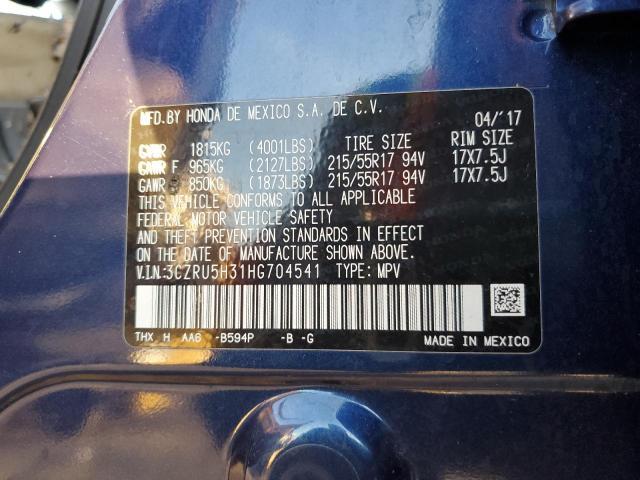 MFD.BY HONDA DE MEXICO S.A. DE C.V. 04/'17
GVWR 1815KG (4001LBS) TIRE SIZE RIM SIZE
GAWR F 965KG (2127LBS) 215/55R17 94V 17X7.5J
GAWR R 850KG (1873LBS) 215/55R17 94V 17X7.5J
THIS VEHICLE CONFORMS TO ALL APPLICABLE
FEDERAL MOTOR VEHICLE SAFETY
AND THEFT PREVENTION STANDARDS IN EFFECT
ON THE DATE OF MANUFACTURE SHOWN ABOVE.
V.I.N:3CZRU5H31HG704541 TYPE: MPV
THX H AA6 -B594P -B -G MADE IN MEXICO